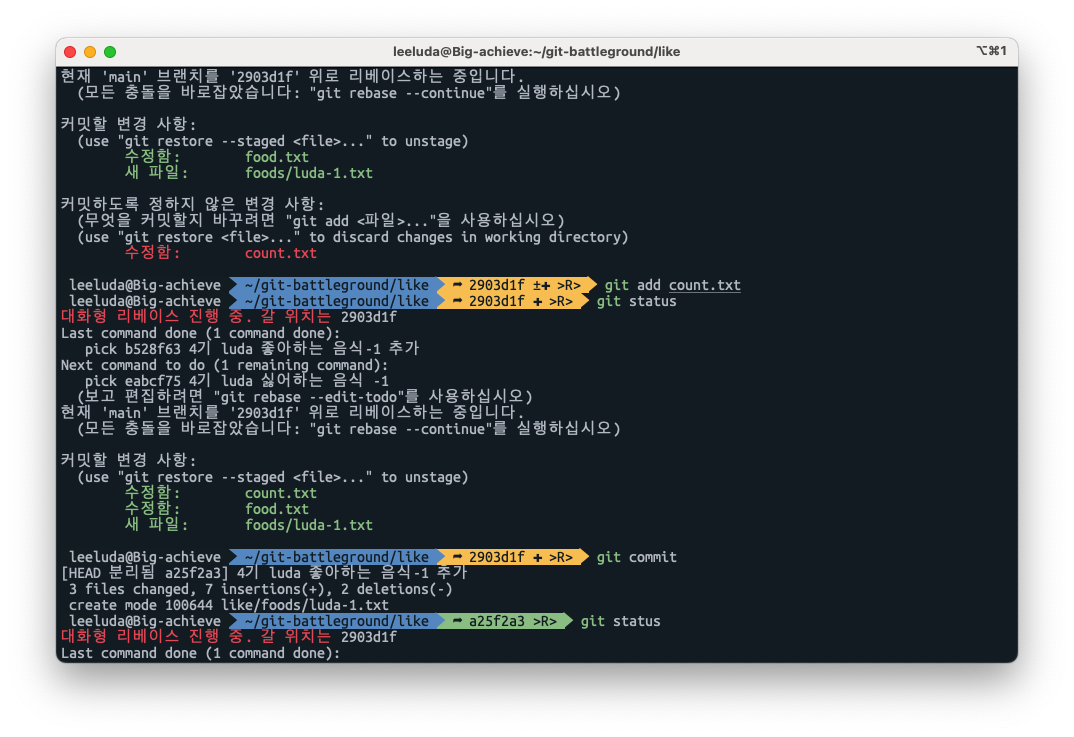 leeluda@Big-achieve:~/git-battleground/like ⌥⌘1
현재 'main' 브랜치를 '2903d1f' 위로 리베이스하는 중입니다.
(모든 충돌을 바로잡았습니다: "git rebase --continue"를 실행하십시오)
커밋할 변경 사항:
(use "git restore --staged <file>..." to unstage)
수정함: food.txt
새 파일: foods/luda-1.txt
커밋하도록 정하지 않은 변경 사항:
(무엇을 커밋할지 바꾸려면 "git add <파일>..."을 사용하십시오)
(use "git restore <file>..." to discard changes in working directory)
수정함: count.txt
leeluda@Big-achieve ~/git-battleground/like ➦ 2903d1f ±✚ >R> git add count.txt
leeluda@Big-achieve ~/git-battleground/like ➦ 2903d1f ✚ >R> git status
대화형 리베이스 진행 중. 갈 위치는 2903d1f
Last command done (1 command done):
pick b528f63 4기 luda 좋아하는 음식-1 추가
Next command to do (1 remaining command):
pick eabcf75 4기 luda 싫어하는 음식 -1
(보고 편집하려면 "git rebase --edit-todo"를 사용하십시오)
현재 'main' 브랜치를 '2903d1f' 위로 리베이스하는 중입니다.
(모든 충돌을 바로잡았습니다: "git rebase --continue"를 실행하십시오)
커밋할 변경 사항:
(use "git restore --staged <file>..." to unstage)
수정함: count.txt
수정함: food.txt
새 파일: foods/luda-1.txt
leeluda@Big-achieve ~/git-battleground/like ➦ 2903d1f ✚ >R> git commit
[HEAD 분리됨 a25f2a3] 4기 luda 좋아하는 음식-1 추가
3 files changed, 7 insertions(+), 2 deletions(-)
create mode 100644 like/foods/luda-1.txt
leeluda@Big-achieve ~/git-battleground/like ➦ a25f2a3 >R> git status
대화형 리베이스 진행 중. 갈 위치는 2903d1f
Last command done (1 command done):